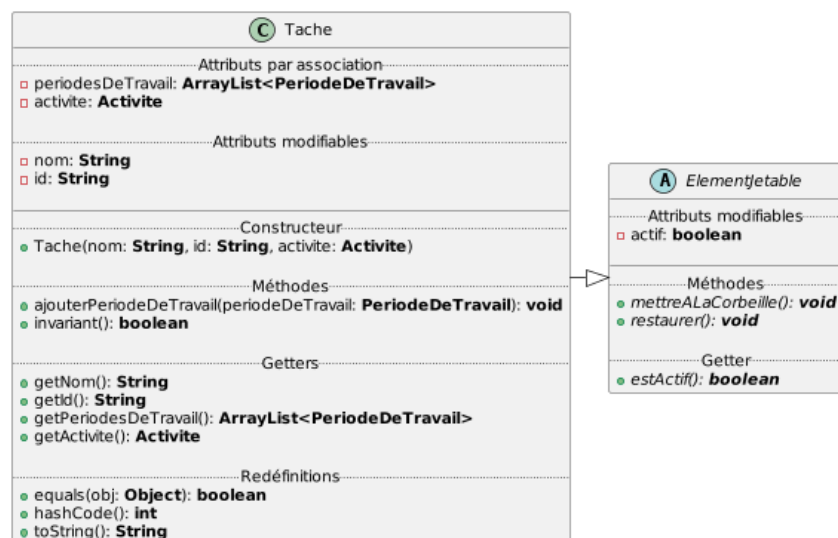 C Tache
Attributs par association
periodesDeTravail: ArrayList<PeriodeDeTravail>
activite: Activite
Attributs modifiables
nom: String
id: String
Constructeur
Tache(nom: String, id: String, activite: Activite)
Méthodes
ajouterPeriodeDeTravail(periodeDeTravail: PeriodeDeTravail): void
invariant(): boolean
Getters
getNom(): String
getId(): String
getPeriodesDeTravail(): ArrayList<PeriodeDeTravail>
getActivite(): Activite
Redéfinitions
equals(obj: Object): boolean
hashCode(): int
toString(): String
A ElementJetable
Attributs modifiables
actif: boolean
Méthodes
mettreALaCorbeille(): void
restaurer(): void
Getter
estActif(): boolean